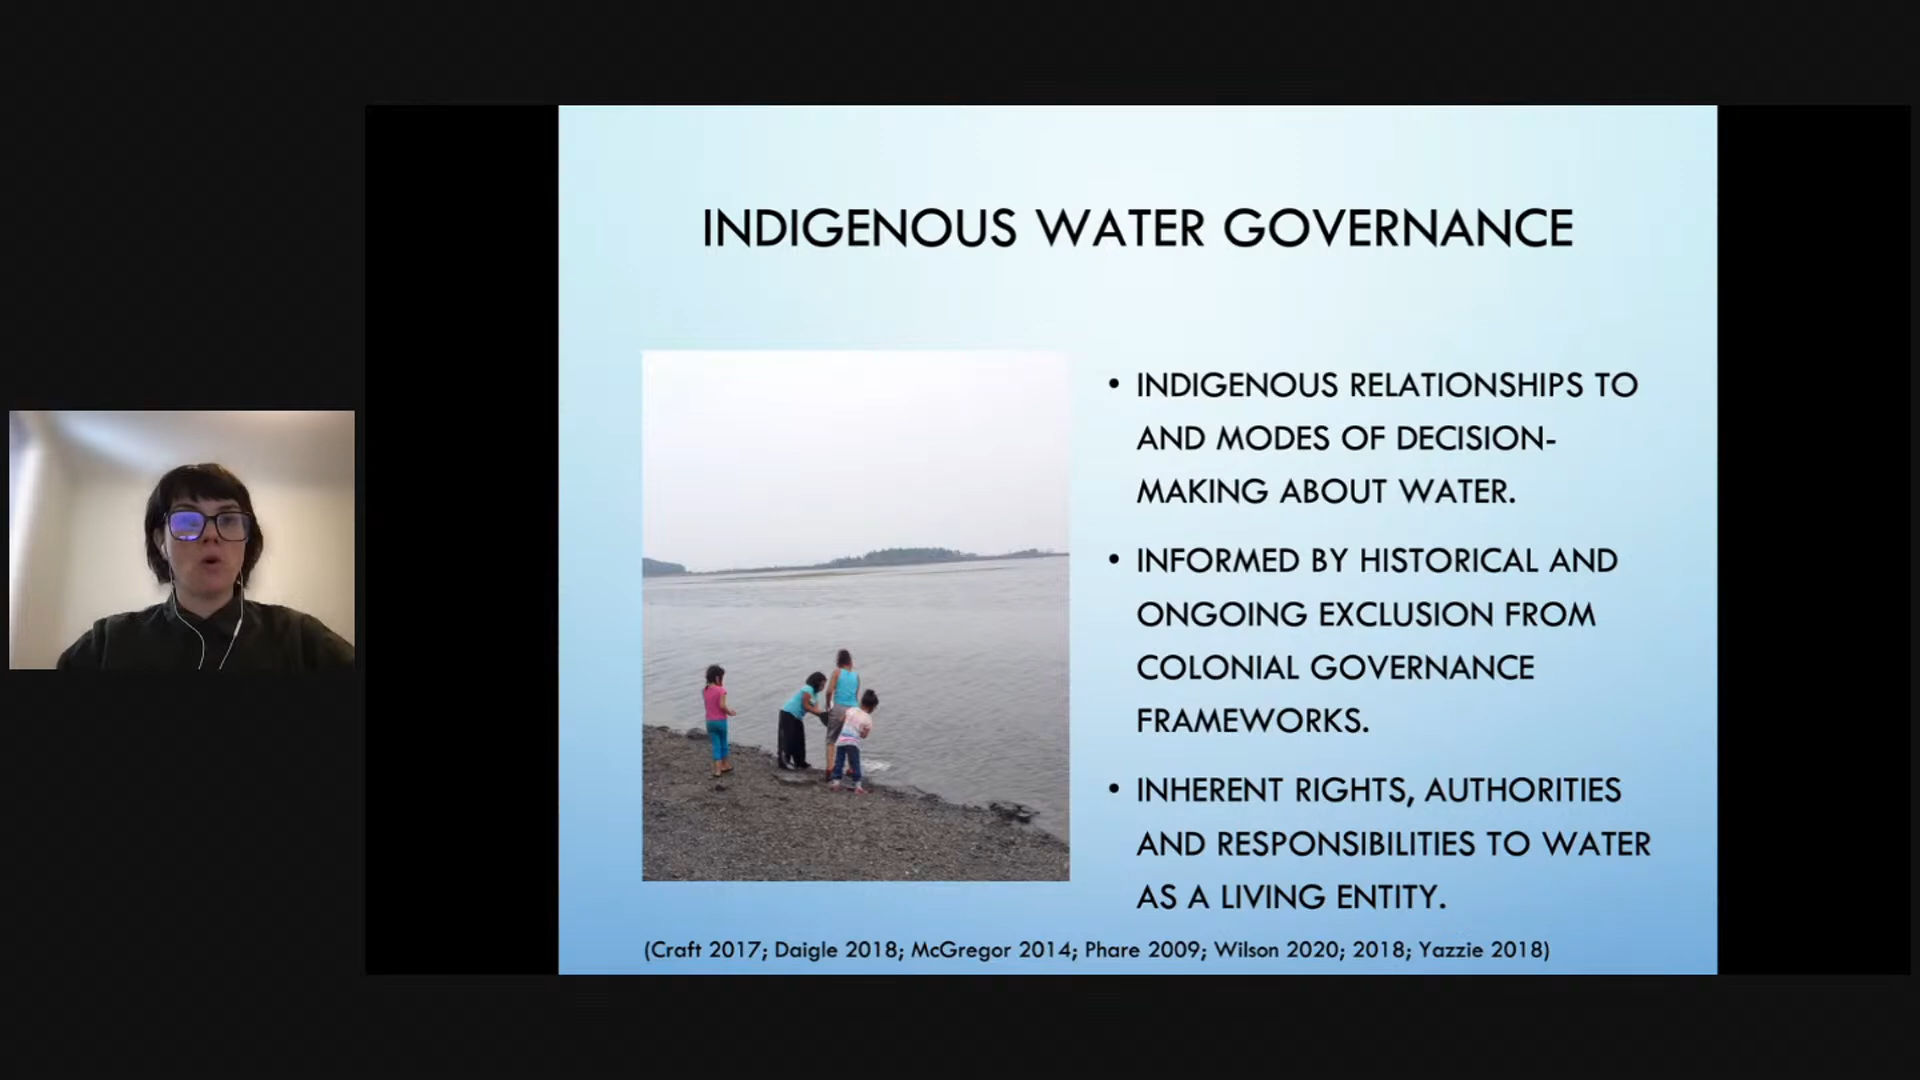 INDIGENOUS WATER GOVERNANCE
• INDIGENOUS RELATIONSHIPS TO
AND MODES OF DECISION-
MAKING ABOUT WATER.
• INFORMED BY HISTORICAL AND
ONGOING EXCLUSION FROM
COLONIAL GOVERNANCE
FRAMEWORKS.
• INHERENT RIGHTS, AUTHORITIES
AND RESPONSIBILITIES TO WATER
AS A LIVING ENTITY.
(Craft 2017; Daigle 2018; McGregor 2014; Phare 2009; Wilson 2020; 2018; Yazzie 2018)